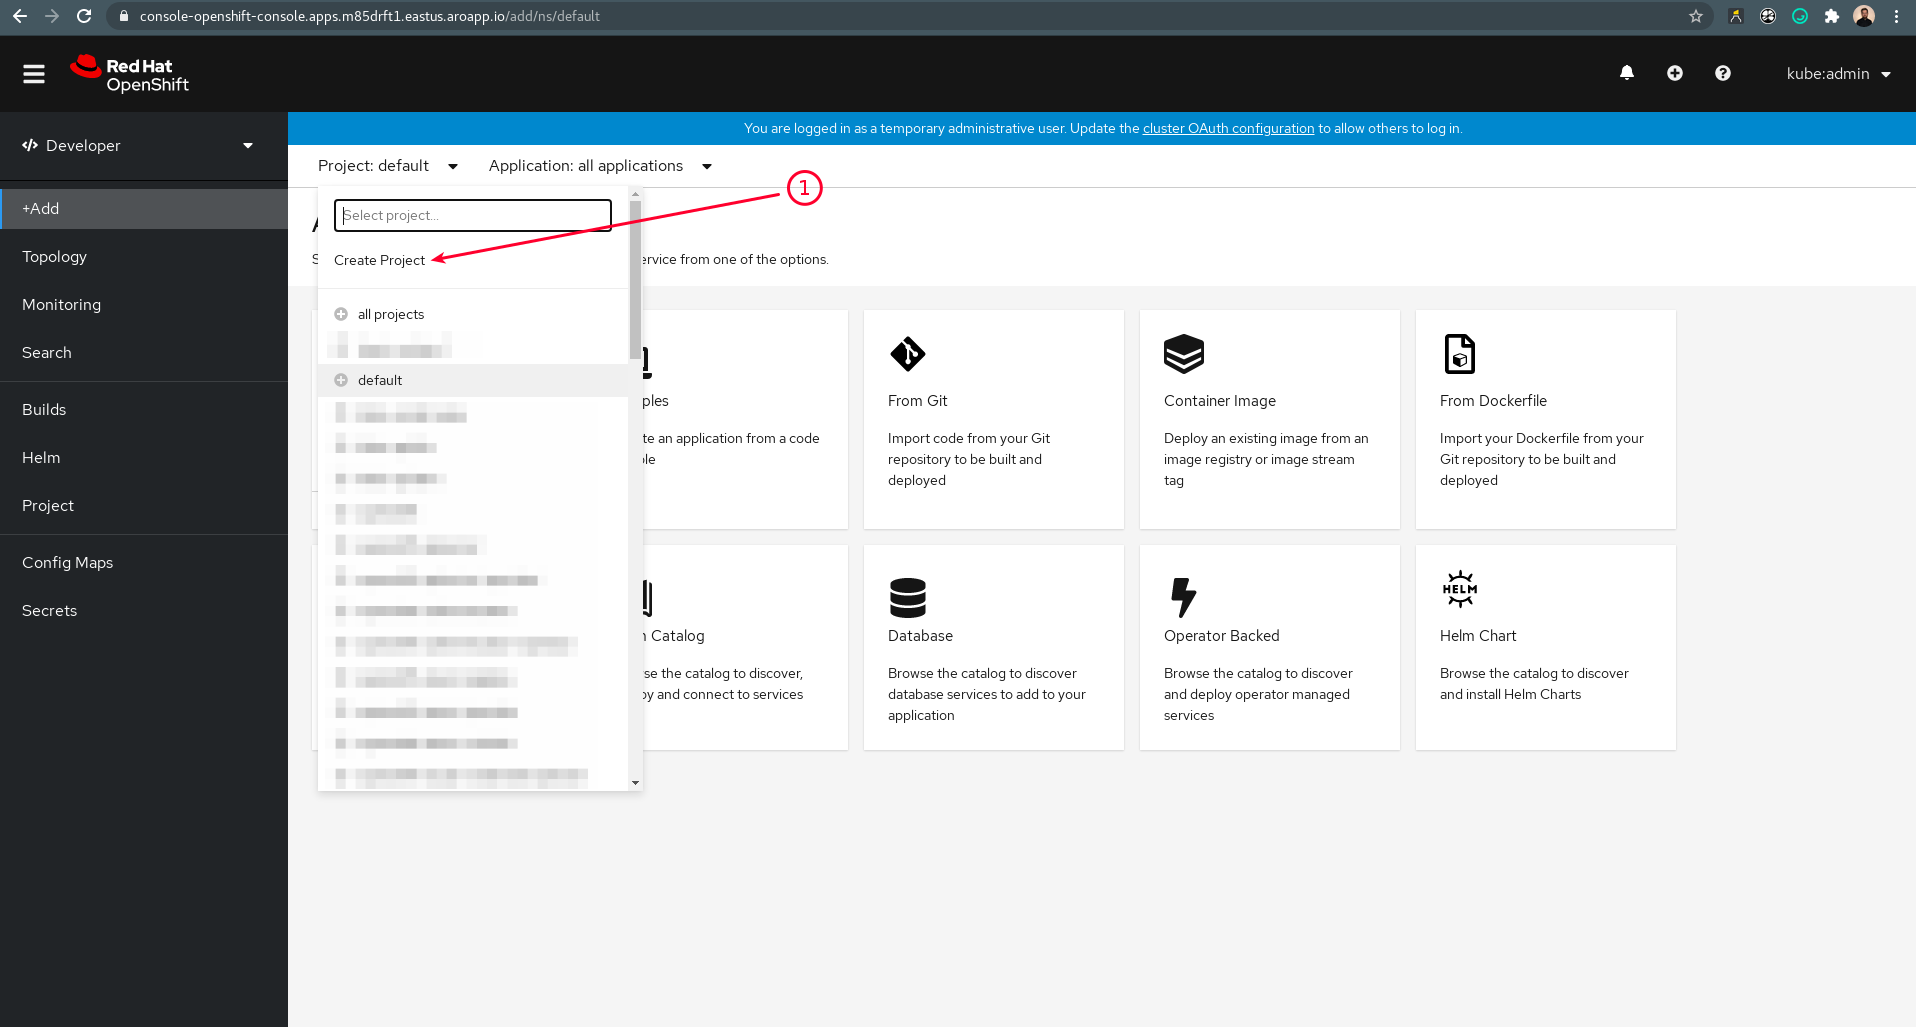 console-openshift-console.apps.m85drft1.eastus.aroapp.io/add/ns/default
Red Hat
OpenShift
kube:admin
Developer
You are logged in as a temporary administrative user. Update the cluster OAuth configuration to allow others to log in.
Project: default
Application: all applications
1
+Add
Topology
Monitoring
Search
Builds
Helm
Project
Config Maps
Secrets
Select project...
Create Project
from one of the options.
all projects
default
From Git
Import code from your Git
repository to be built and
deployed
Container Image
Deploy an existing image from an
image registry or image stream
tag
From Dockerfile
Import your Dockerfile from your
Git repository to be built and
deployed
an application from a code
Catalog
the catalog to discover,
and connect to services
Database
Browse the catalog to discover
database services to add to your
application
Operator Backed
Browse the catalog to discover
and deploy operator managed
services
HELM
Helm Chart
Browse the catalog to discover
and install Helm Charts